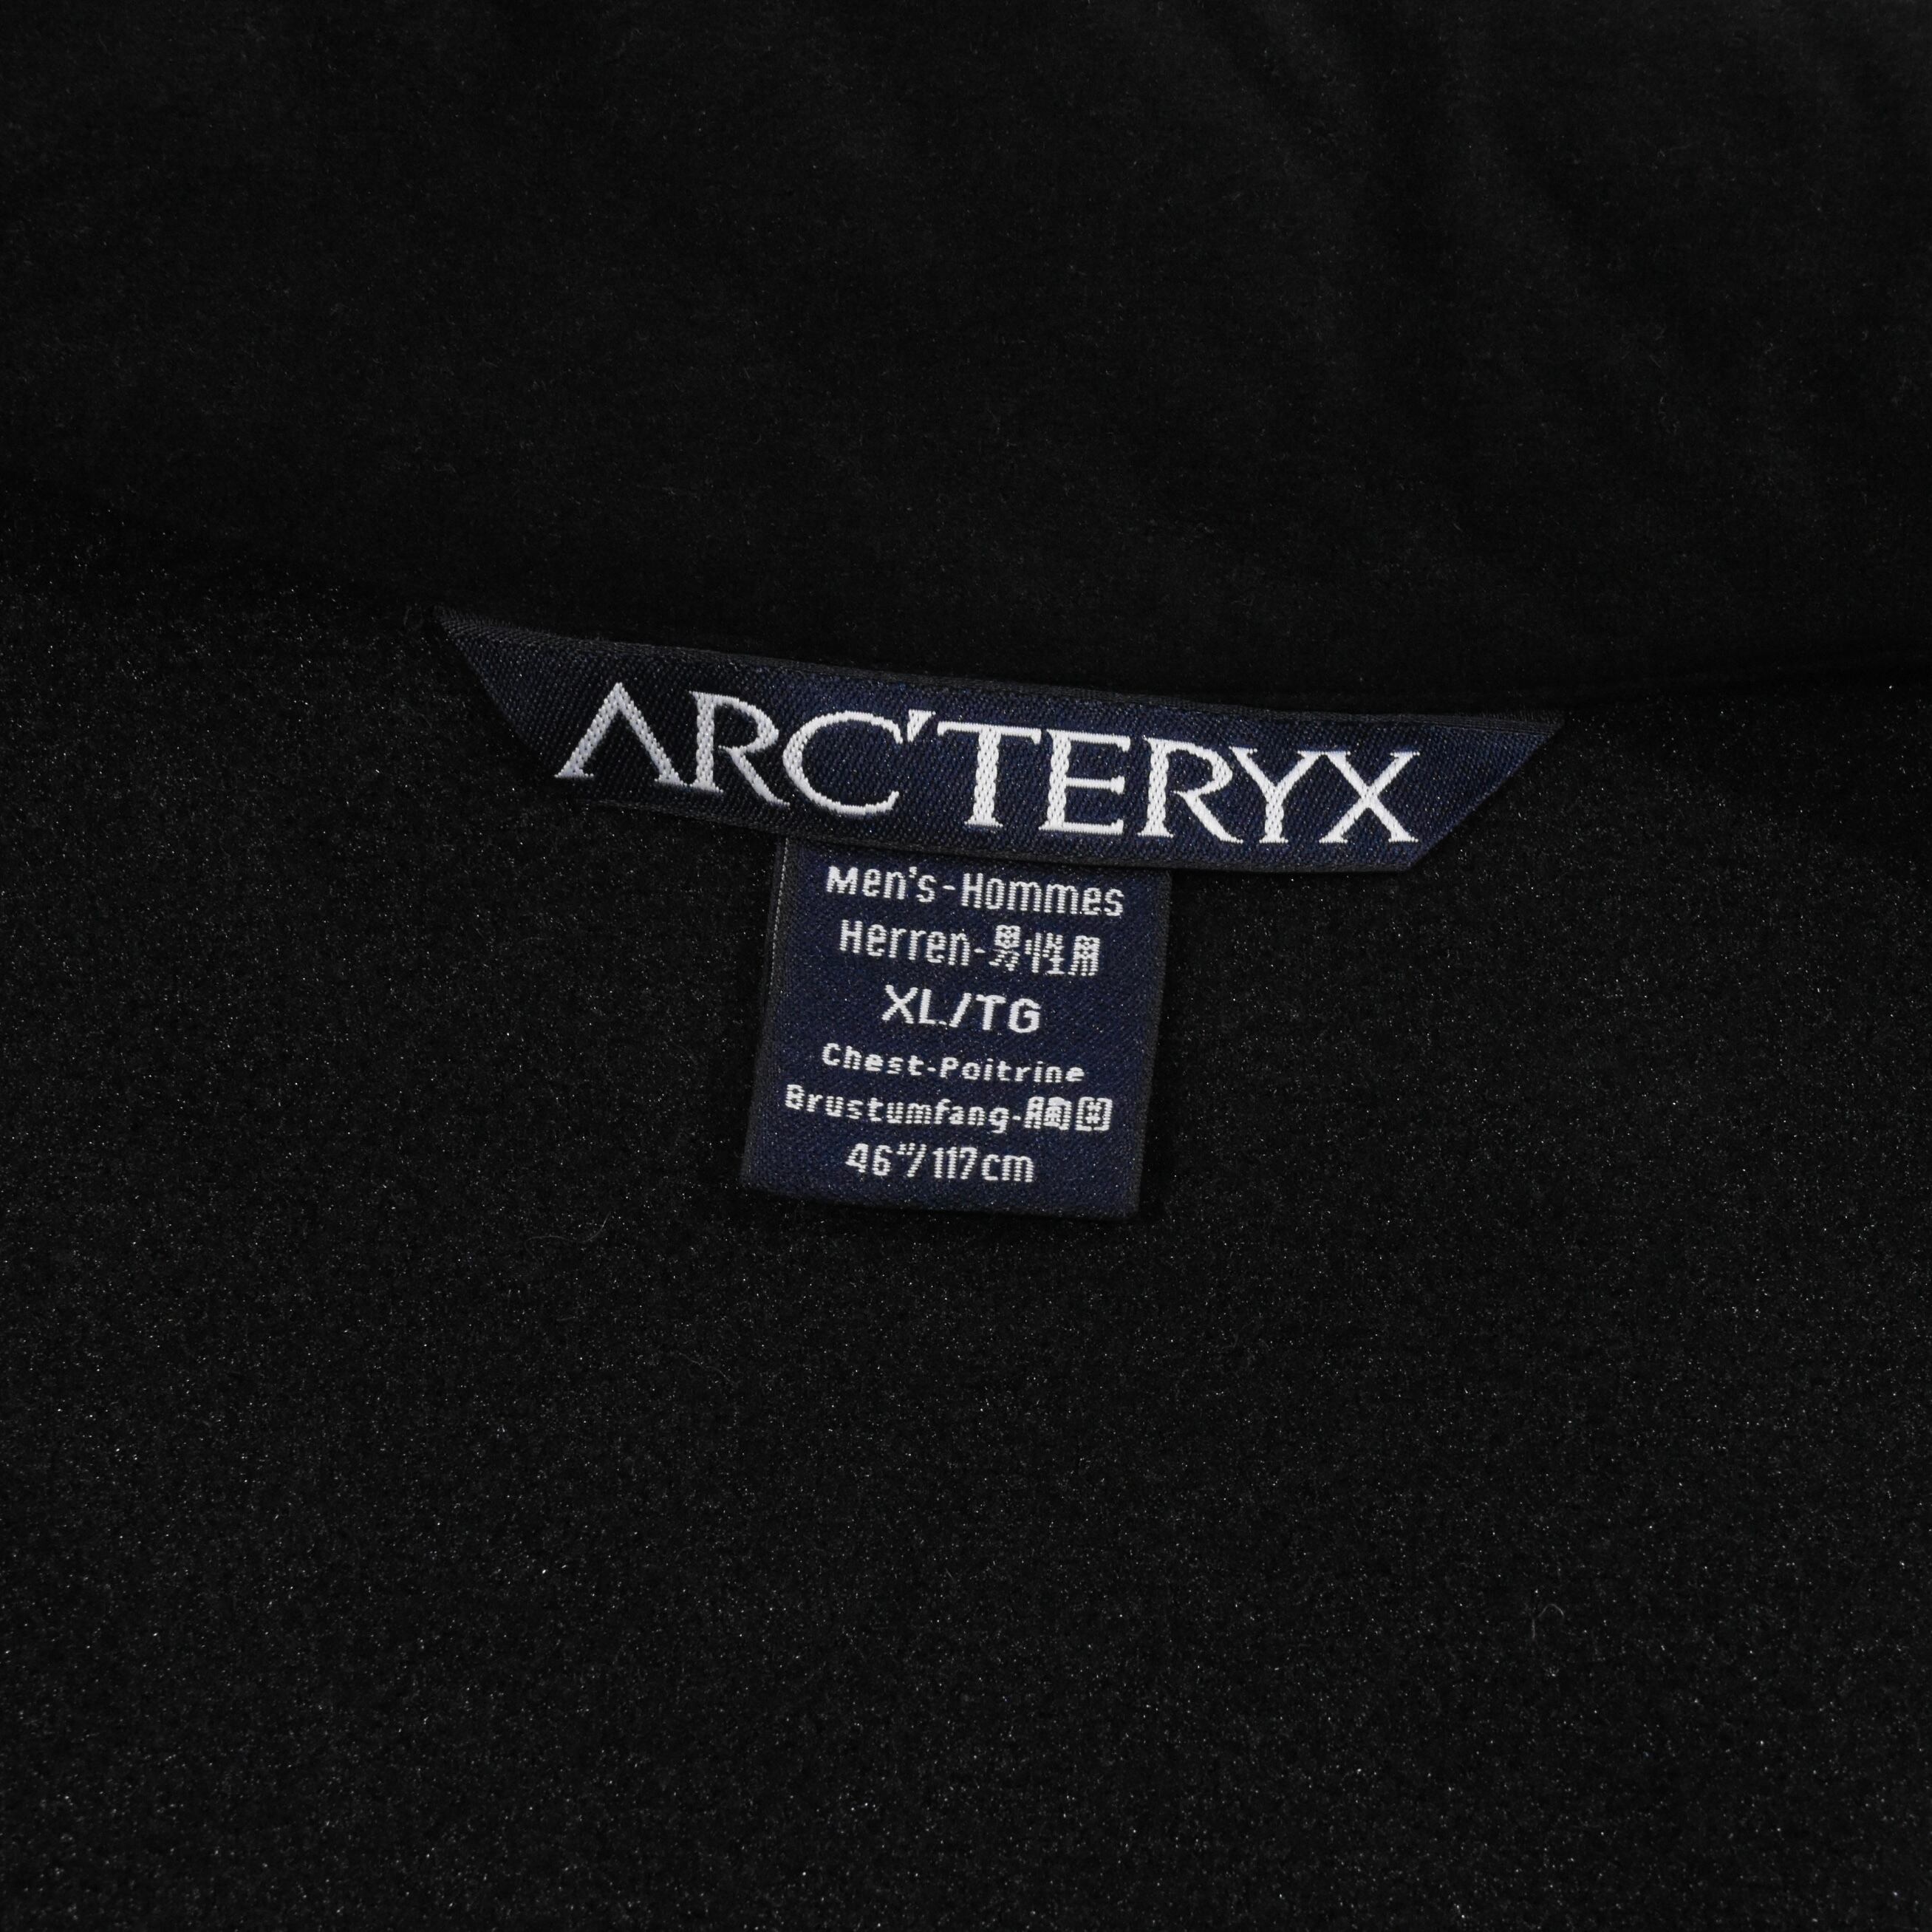 ARC'TERYX
Men's-Hommes
Herren-男性用
XL/TG
Chest-Poitrine
Brustumfang-胸囲
46"/117cm